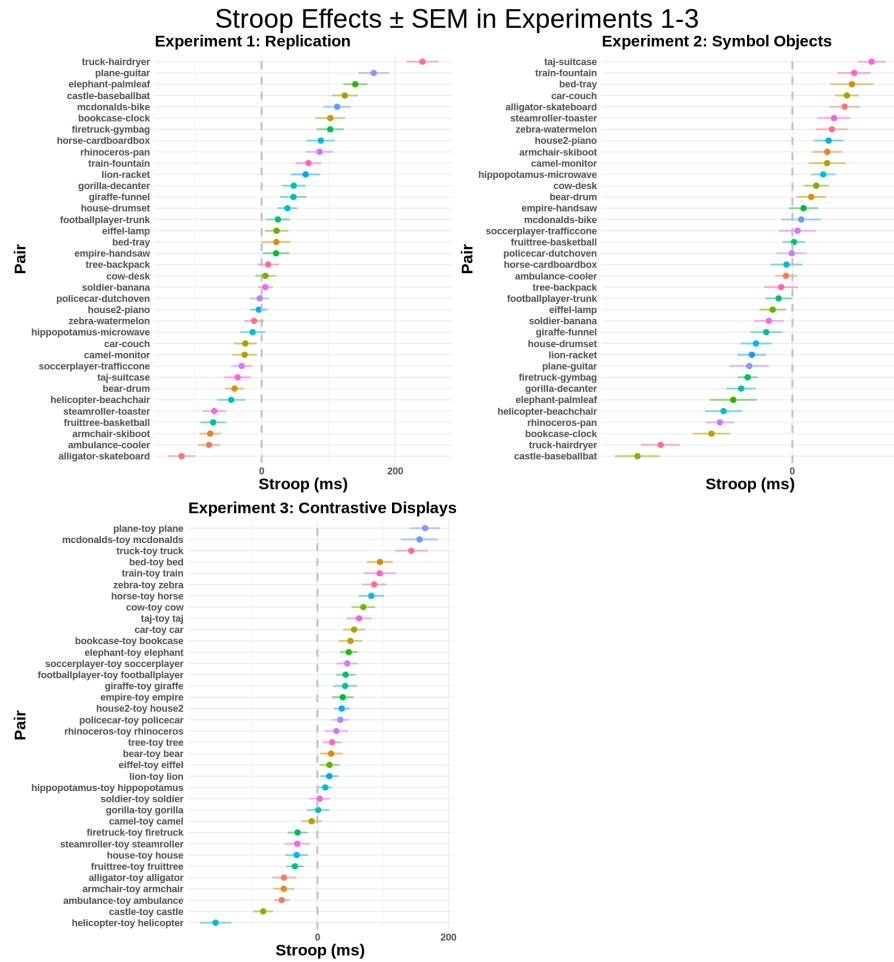 Stroop Effects ± SEM in Experiments 1-3
Experiment 1: Replication
truck-hairdryer
plane-guitar
elephant-palmleaf
castle-baseballbat
mcdonalds-bike
bookcase-clock
firetruck-gymbag
horse-cardboardbox
rhinoceros-pan
train-fountain
lion-racket
gorilla-decanter
giraffe-funnel
house-drumset
footballplayer-trunk
eiffel-lamp
bed-tray
empire-handsaw
tree-backpack
cow-desk
soldier-banana
policecar-dutchoven
house2-piano
zebra-watermelon
hippopotamus-microwave
car-couch
camel-monitor
soccerplayer-trafficcone
taj-suitcase
bear-drum
helicopter-beachchair
steamroller-toaster
fruittree-basketball
armchair-skiboot
ambulance-cooler
alligator-skateboard
Pair
0 200
Stroop (ms)
Experiment 2: Symbol Objects
taj-suitcase
train-fountain
bed-tray
car-couch
alligator-skateboard
steamroller-toaster
zebra-watermelon
house2-piano
armchair-skiboot
camel-monitor
hippopotamus-microwave
cow-desk
bear-drum
empire-handsaw
mcdonalds-bike
soccerplayer-trafficcone
fruittree-basketball
policecar-dutchoven
horse-cardboardbox
ambulance-cooler
tree-backpack
footballplayer-trunk
eiffel-lamp
soldier-banana
giraffe-funnel
house-drumset
lion-racket
plane-guitar
firetruck-gymbag
gorilla-decanter
elephant-palmleaf
helicopter-beachchair
rhinoceros-pan
bookcase-clock
truck-hairdryer
castle-baseballbat
Pair
0
Stroop (ms)
Experiment 3: Contrastive Displays
plane-toy plane
mcdonalds-toy mcdonalds
truck-toy truck
bed-toy bed
train-toy train
zebra-toy zebra
horse-toy horse
cow-toy cow
taj-toy taj
car-toy car
bookcase-toy bookcase
elephant-toy elephant
soccerplayer-toy soccerplayer
footballplayer-toy footballplayer
giraffe-toy giraffe
empire-toy empire
house2-toy house2
policecar-toy policecar
rhinoceros-toy rhinoceros
tree-toy tree
bear-toy bear
eiffel-toy eiffel
lion-toy lion
hippopotamus-toy hippopotamus
soldier-toy soldier
gorilla-toy gorilla
camel-toy camel
firetruck-toy firetruck
steamroller-toy steamroller
house-toy house
fruittree-toy fruittree
alligator-toy alligator
armchair-toy armchair
ambulance-toy ambulance
castle-toy castle
helicopter-toy helicopter
Pair
0 200
Stroop (ms)